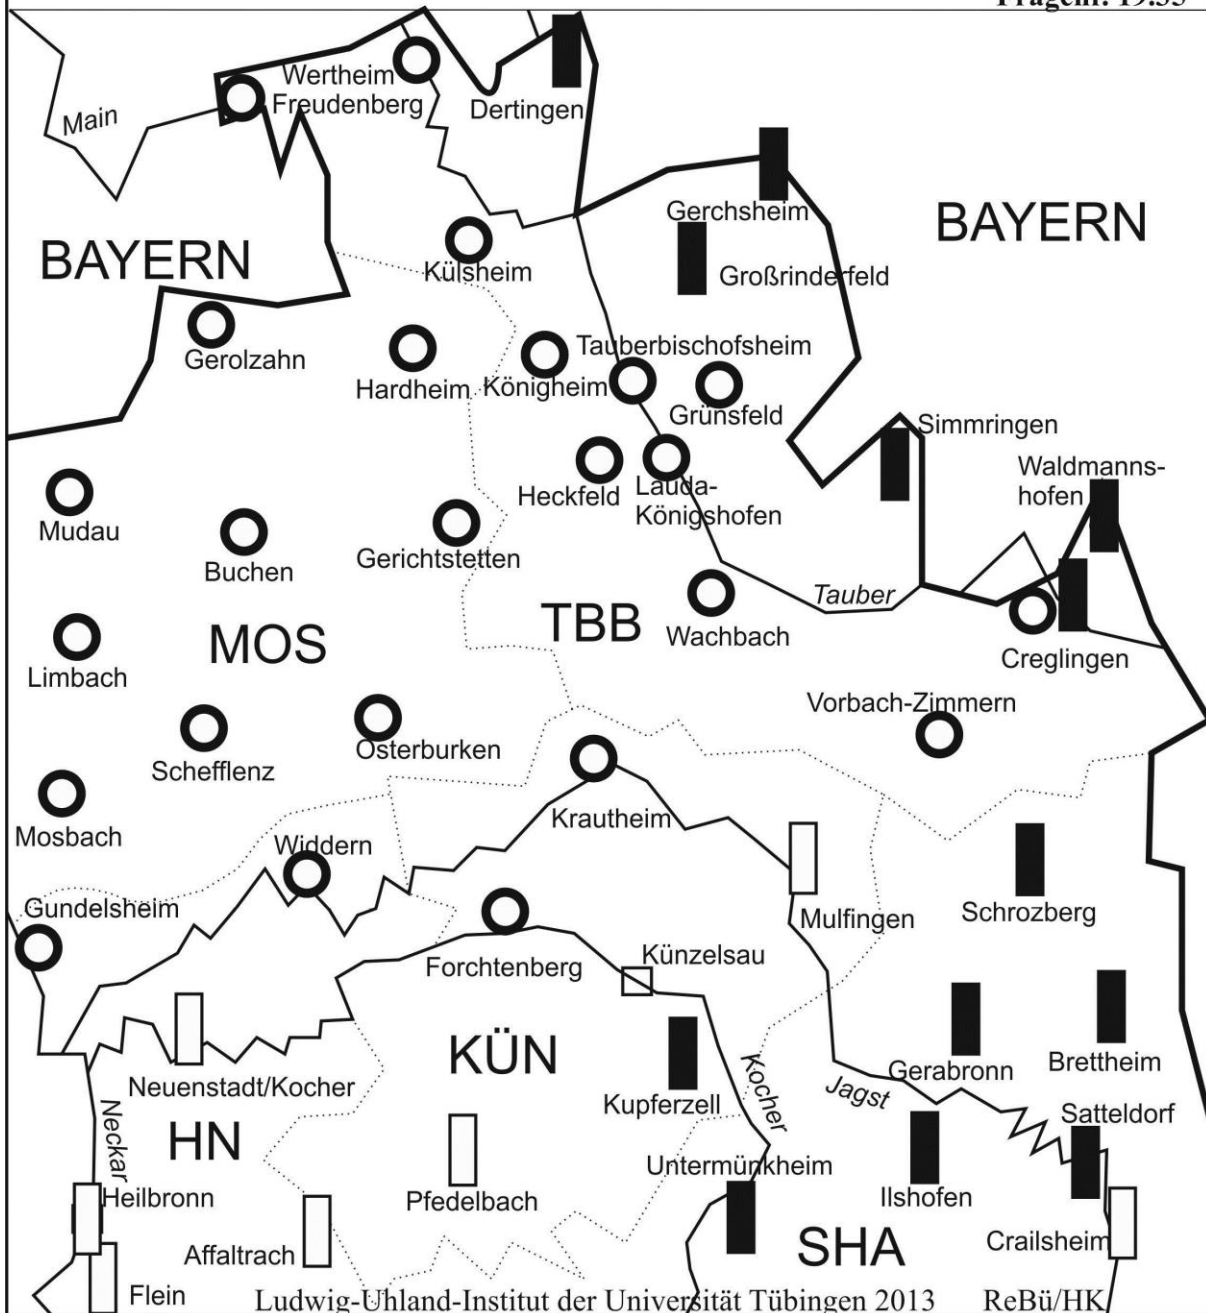 Fragenr. 19.35
Wertheim
Freudenberg
Main
Dertingen
Gerchsheim
BAYERN
BAYERN
Külsheim
Großrinderfeld
Gerolzahn
Hardheim
Königheim
Tauberbischofsheim
Grünsfeld
Simmringen
Waldmanns-
hofen
Heckfeld
Lauda-
Königshofen
Mudau
Buchen
Gerichtstetten
Tauber
MOS
TBB
Wachbach
Creglingen
Limbach
Vorbach-Zimmern
Schefflenz
Osterburken
Mosbach
Krautheim
Widdern
Gundelsheim
Mulfingen
Schrozberg
Forchtenberg
Künzelsau
KÜN
Neuenstadt/Kocher
Kupferzell
Kocher
Jagst
Gerabronn
Brettheim
Neckar
HN
Satteldorf
Untermünkheim
Ilshofen
Heilbronn
Pfedelbach
Affaltrach
SHA
Crailsheim
Flein
Ludwig-Uhland-Institut der Universität Tübingen 2013 ReBü/HK